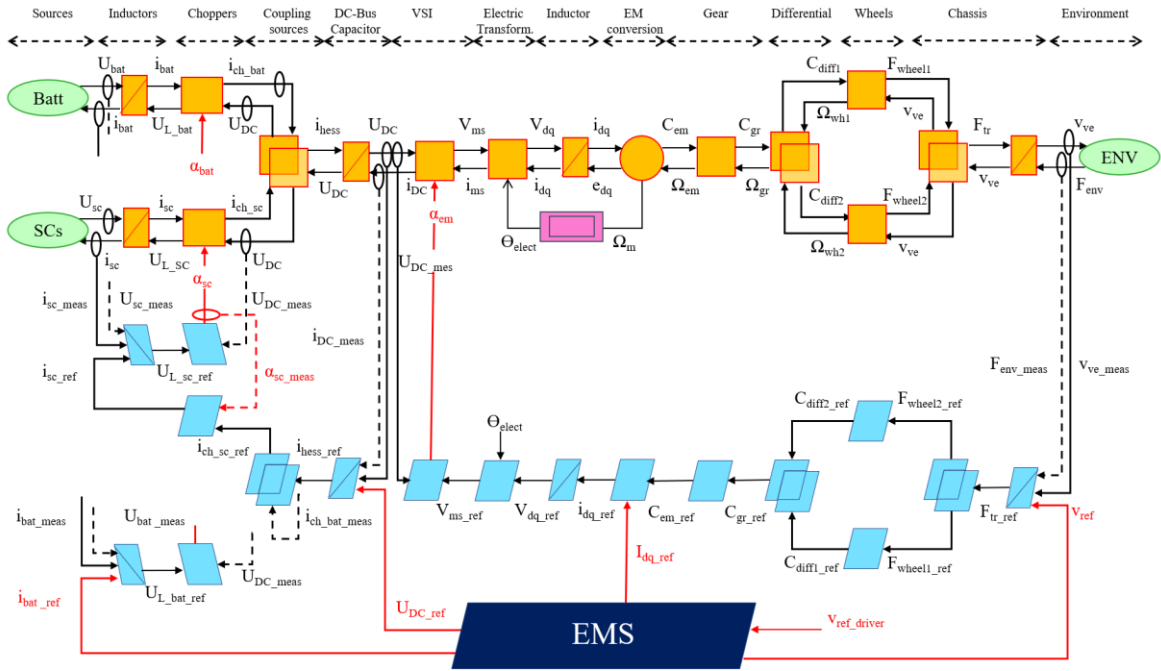 Sources
Inductors
Choppers
Coupling
sources
DC-Bus
Capacitor
VSI
Electric
Transform.
Inductor
EM
conversion
Gear
Differential
Wheels
Chassis
Environment
U_bat
i_bat
i_ch_bat
C_diff1
F_wheel1
Batt
i_bat
U_L_bat
U_DC
Ω_wh1
v_ve
α_bat
i_hess
U_DC
V_ms
V_dq
i_dq
C_em
C_gr
F_tr
v_ve
ENV
U_DC
i_DC
i_ms
i_dq
e_dq
Ω_em
Ω_gr
v_ve
F_env
U_sc
i_sc
i_ch_sc
α_em
C_diff2
F_wheel2
SCs
i_sc
U_L_SC
U_DC
Θ_elect
Ω_m
Ω_wh2
v_ve
α_sc
U_DC_mes
i_sc_meas
U_sc_meas
U_DC_meas
i_DC_meas
i_sc_ref
U_L_sc_ref
α_sc_meas
F_env_meas
v_ve_meas
C_diff2_ref
F_wheel2_ref
i_ch_sc_ref
i_hess_ref
Θ_elect
i_bat_meas
U_bat_meas
i_ch_bat_meas
V_ms_ref
V_dq_ref
i_dq_ref
C_em_ref
C_gr_ref
F_tr_ref
v_ref
U_L_bat_ref
U_DC_meas
I_dq_ref
C_diff1_ref
F_wheel1_ref
i_bat_ref
U_DC_ref
EMS
v_ref_driver